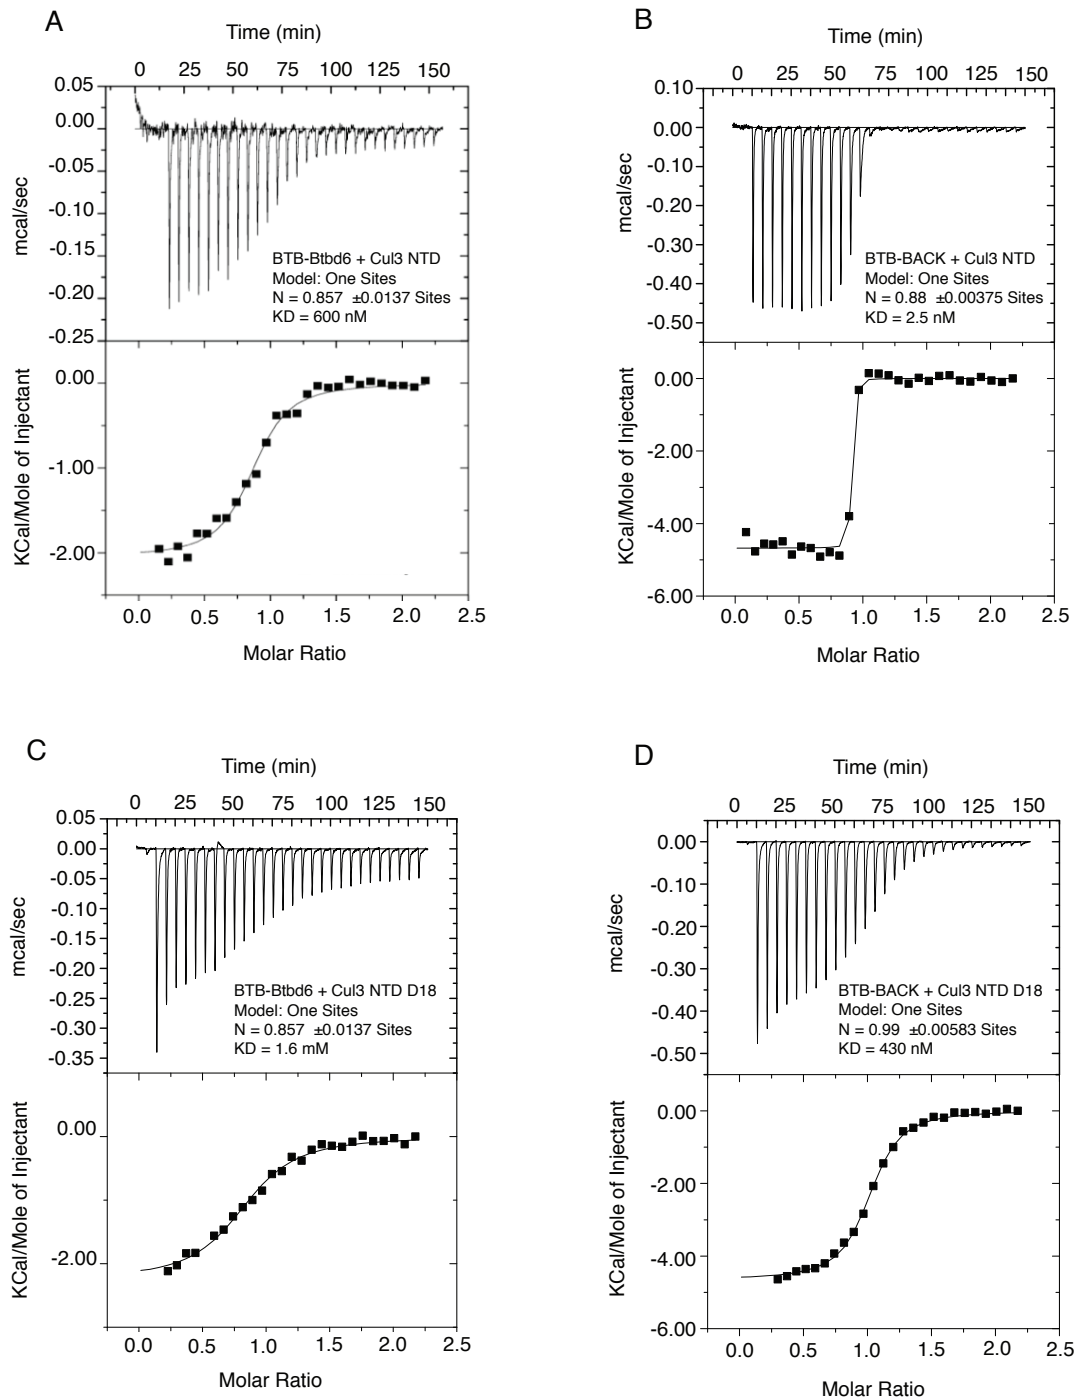 A
Time (min)
0 25 50 75 100 125 150
0.05
0.00
-0.05
-0.10
-0.15
-0.20
-0.25
mcal/sec
BTB-Btbd6 + Cul3 NTD
Model: One Sites
N = 0.857 ±0.0137 Sites
KD = 600 nM
0.00
-1.00
-2.00
KCal/Mole of Injectant
0.0 0.5 1.0 1.5 2.0 2.5
Molar Ratio
B
Time (min)
0 25 50 75 100 125 150
0.10
0.00
-0.10
-0.20
-0.30
-0.40
-0.50
mcal/sec
BTB-BACK + Cul3 NTD
Model: One Sites
N = 0.88 ±0.00375 Sites
KD = 2.5 nM
0.00
-2.00
-4.00
-6.00
KCal/Mole of Injectant
0.0 0.5 1.0 1.5 2.0 2.5
Molar Ratio
C
Time (min)
0 25 50 75 100 125 150
0.05
0.00
-0.05
-0.10
-0.15
-0.20
-0.25
-0.30
-0.35
mcal/sec
BTB-Btbd6 + Cul3 NTD D18
Model: One Sites
N = 0.857 ±0.0137 Sites
KD = 1.6 mM
0.00
-2.00
KCal/Mole of Injectant
0.0 0.5 1.0 1.5 2.0 2.5
Molar Ratio
D
Time (min)
0 25 50 75 100 125 150
0.00
-0.10
-0.20
-0.30
-0.40
-0.50
mcal/sec
BTB-BACK + Cul3 NTD D18
Model: One Sites
N = 0.99 ±0.00583 Sites
KD = 430 nM
0.00
-2.00
-4.00
-6.00
KCal/Mole of Injectant
0.0 0.5 1.0 1.5 2.0 2.5
Molar Ratio